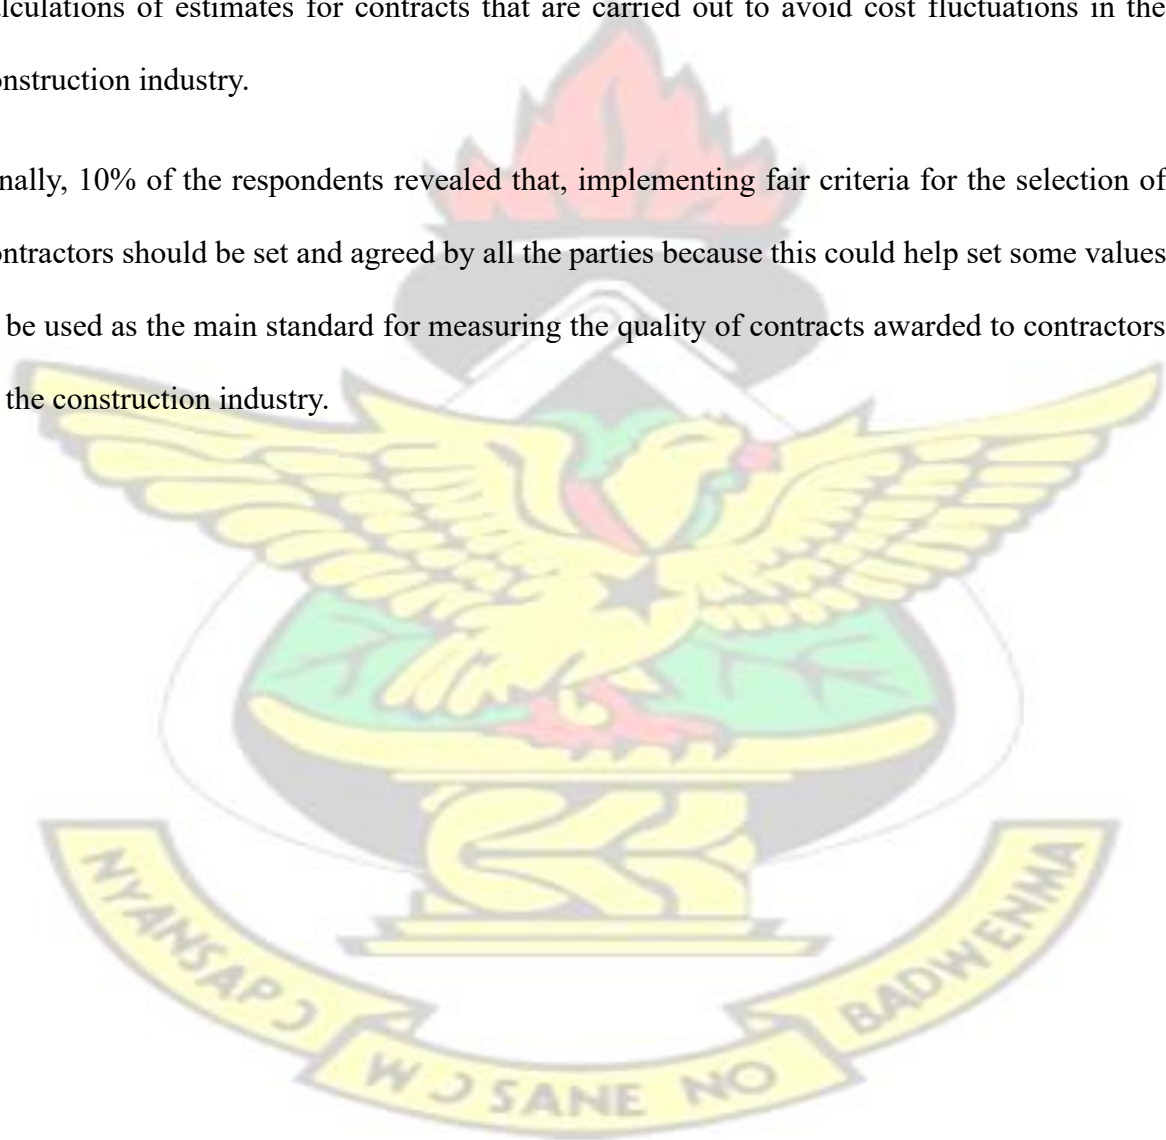 lculations of estimates for contracts that are carried out to avoid cost fluctuations in the
onstruction industry.
nally, 10% of the respondents revealed that, implementing fair criteria for the selection of
ontractors should be set and agreed by all the parties because this could help set some values
be used as the main standard for measuring the quality of contracts awarded to contractors
the construction industry.
NYANSAPƆ
WƆSANE NO
BADWENMA